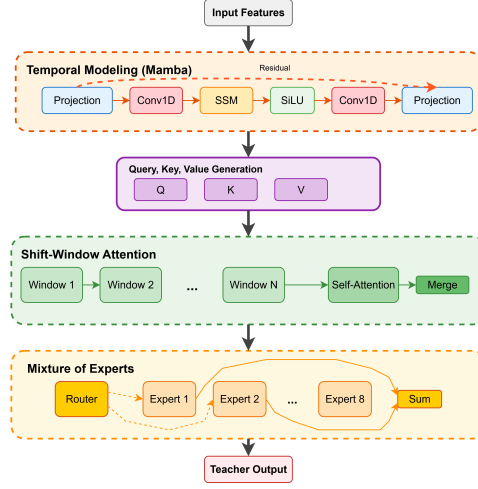 Input Features
Temporal Modeling (Mamba)
Residual
Projection
Conv1D
SSM
SiLU
Conv1D
Projection
Query, Key, Value Generation
Q
K
V
Shift-Window Attention
Window 1
Window 2
...
Window N
Self-Attention
Merge
Mixture of Experts
Router
Expert 1
Expert 2
...
Expert 8
Sum
Teacher Output